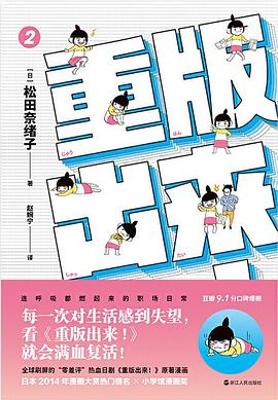 2
[日]
松田奈绪子
著
赵婉宁
译
重版
じゅう
はん
出来
しゅっ
たい
连呼吸都燃起来的职场日常
每一次对生活感到失望,
看《重版出来!》
就会满血复活!
全球刷屏的“零差评”热血日剧《重版出来!》原著漫画
日本2014年漫画大赏热门提名×小学馆漫画奖
豆瓣9.1分口碑爆棚
浙江人民出版社